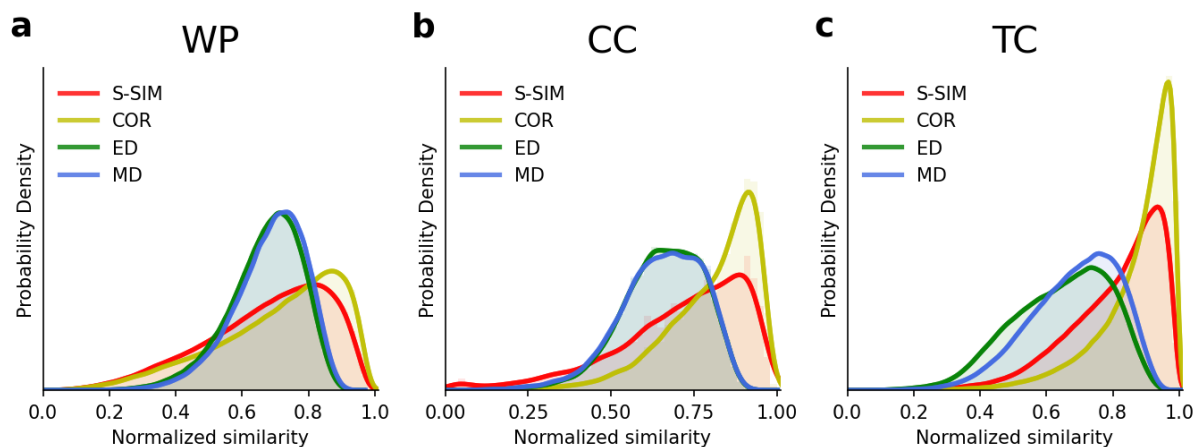 a
WP
S-SIM
COR
ED
MD
Probability Density
0.0 0.2 0.4 0.6 0.8 1.0
Normalized similarity
b
CC
S-SIM
COR
ED
MD
Probability Density
0.00 0.25 0.50 0.75 1.00
Normalized similarity
c
TC
S-SIM
COR
ED
MD
Probability Density
0.0 0.2 0.4 0.6 0.8 1.0
Normalized similarity